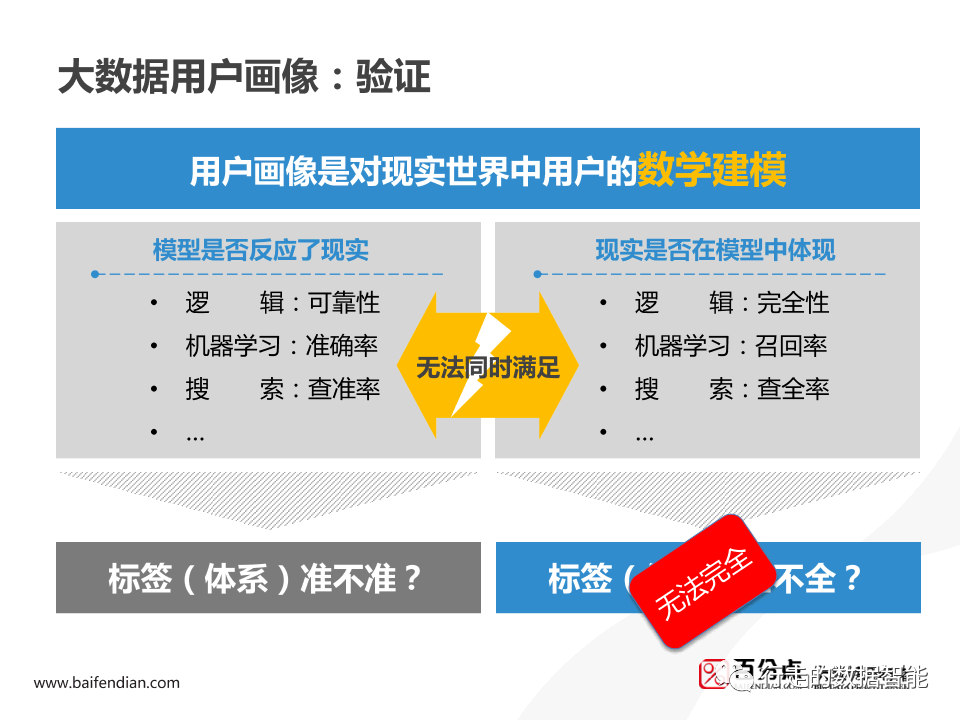 大数据用户画像：验证
用户画像是对现实世界中用户的数学建模
模型是否反应了现实
• 逻 辑：可靠性
• 机器学习：准确率
• 搜 索：查准率
• …
无法同时满足
现实是否在模型中体现
• 逻 辑：完全性
• 机器学习：召回率
• 搜 索：查全率
• …
标签（体系）准不准？
标签（
不全？
无法完全
www.baifendian.com
百分点
行走的数据智能